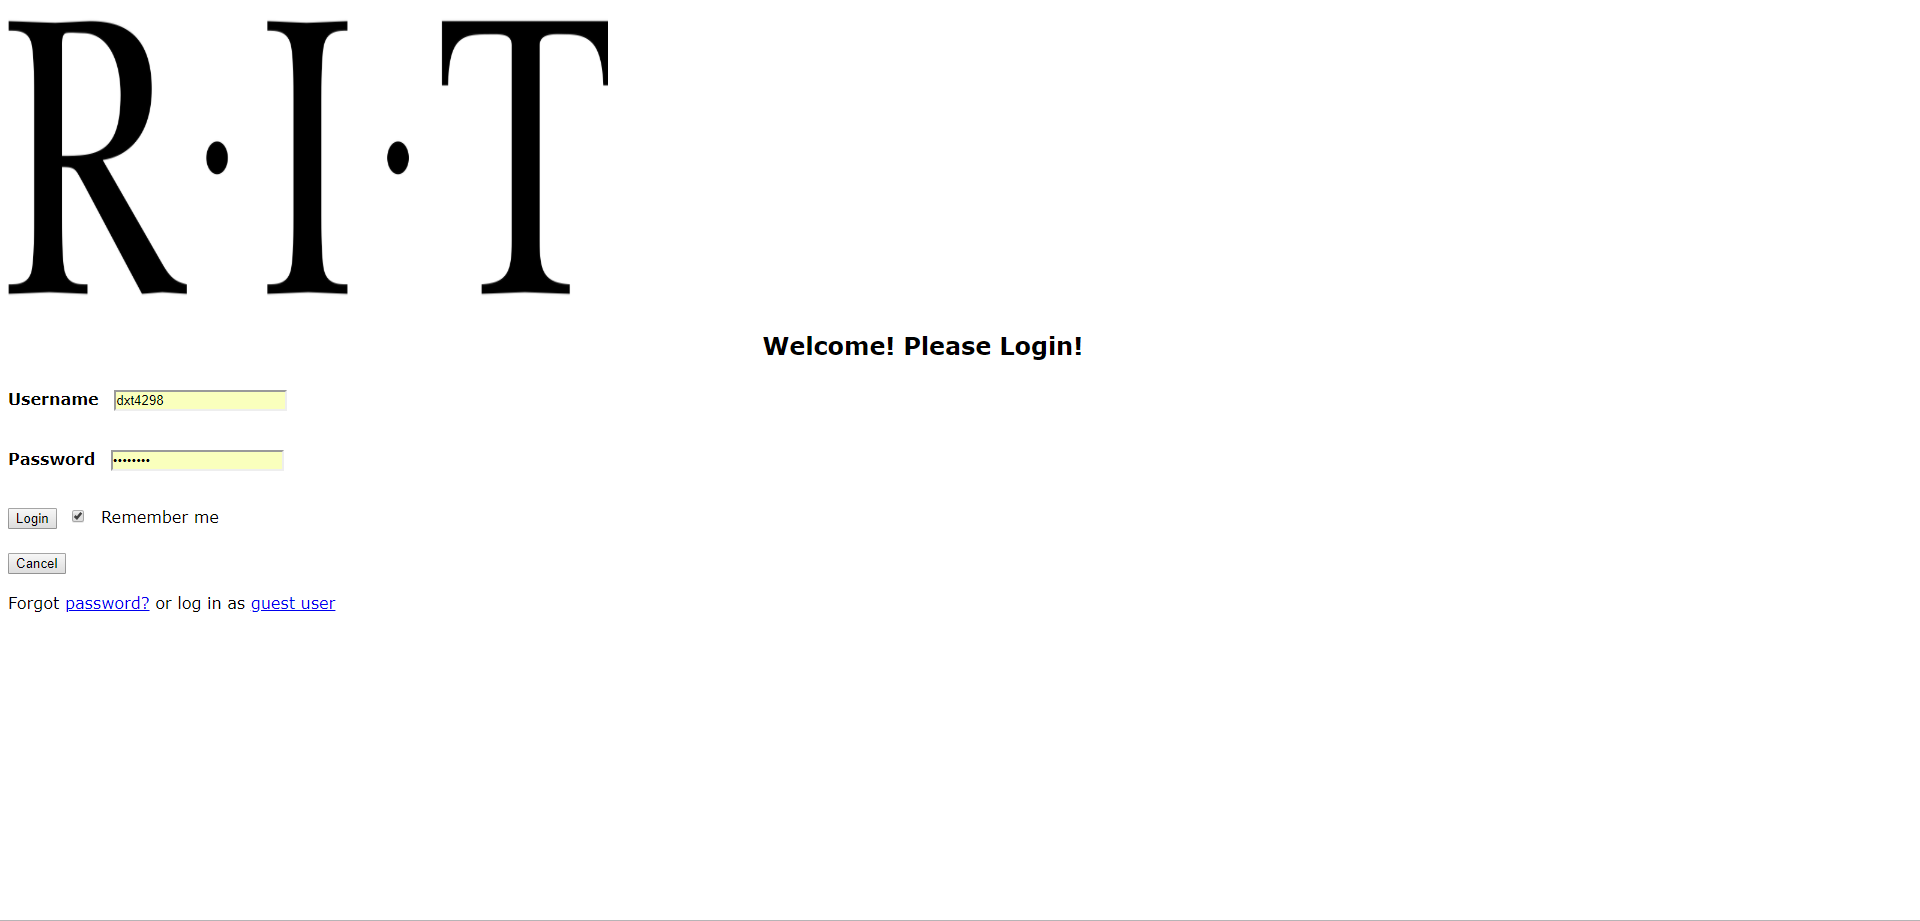 R·I·T
Welcome! Please Login!
Username dxt4298
Password ••••••••
Login Remember me
Cancel
Forgot password? or log in as guest user